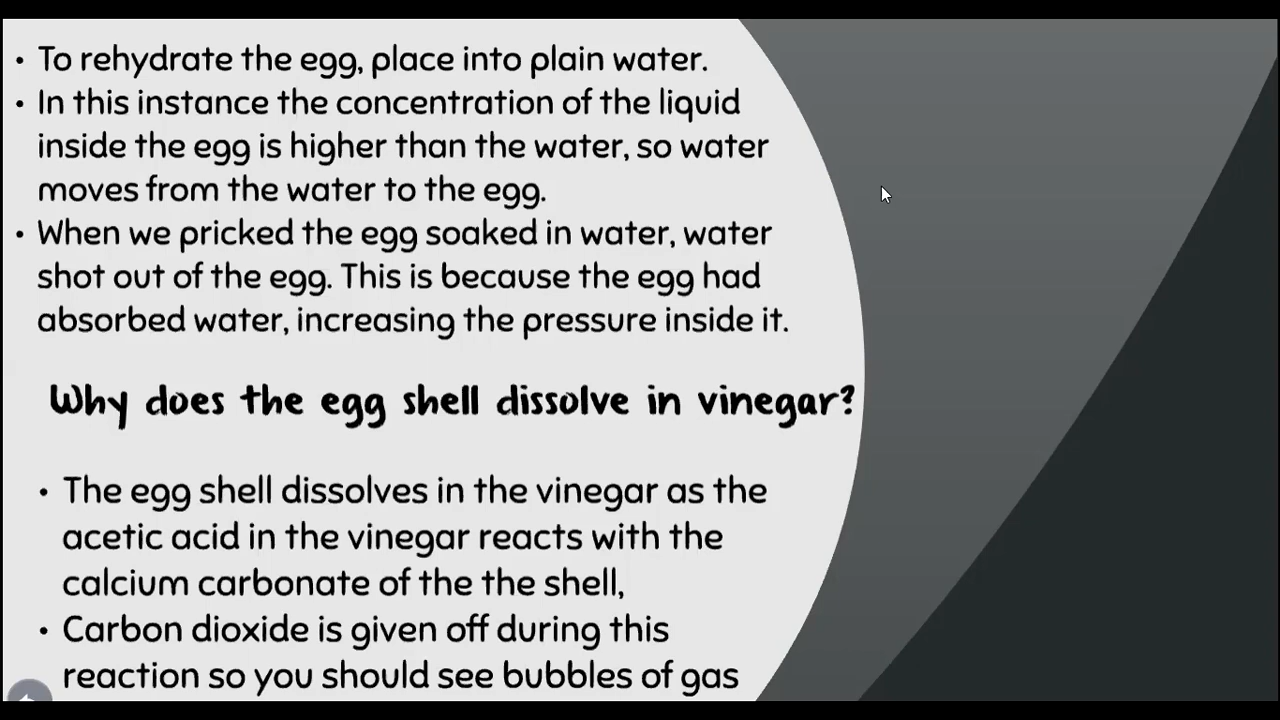 • To rehydrate the egg, place into plain water.
• In this instance the concentration of the liquid
inside the egg is higher than the water, so water
moves from the water to the egg.
• When we pricked the egg soaked in water, water
shot out of the egg. This is because the egg had
absorbed water, increasing the pressure inside it.
Why does the egg shell dissolve in vinegar?
• The egg shell dissolves in the vinegar as the
acetic acid in the vinegar reacts with the
calcium carbonate of the the shell,
• Carbon dioxide is given off during this
reaction so you should see bubbles of gas